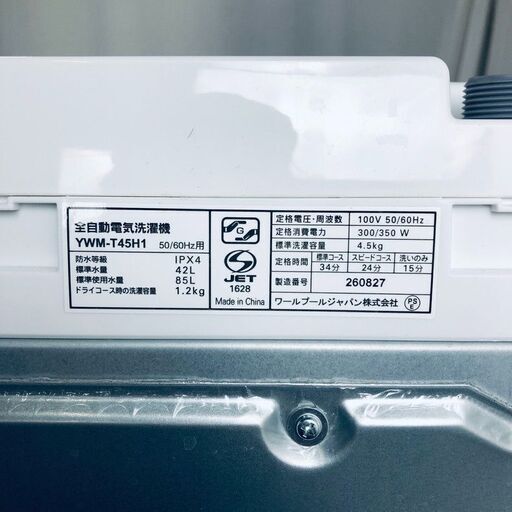 全自動電気洗濯機
YWM-T45H1 50/60Hz用
防水等級 IPX4
標準水量 42L
標準使用水量 85L
ドライコース時の洗濯容量 1.2kg
G
S
JET
1628
Made in China
定格電圧・周波数 100V 50/60Hz
定格消費電力 300/350 W
標準洗濯容量 4.5kg
定格時間 標準コース 34分 スピードコース 24分 洗いのみ 15分
製造番号 260827
ワールプールジャパン株式会社 PSE